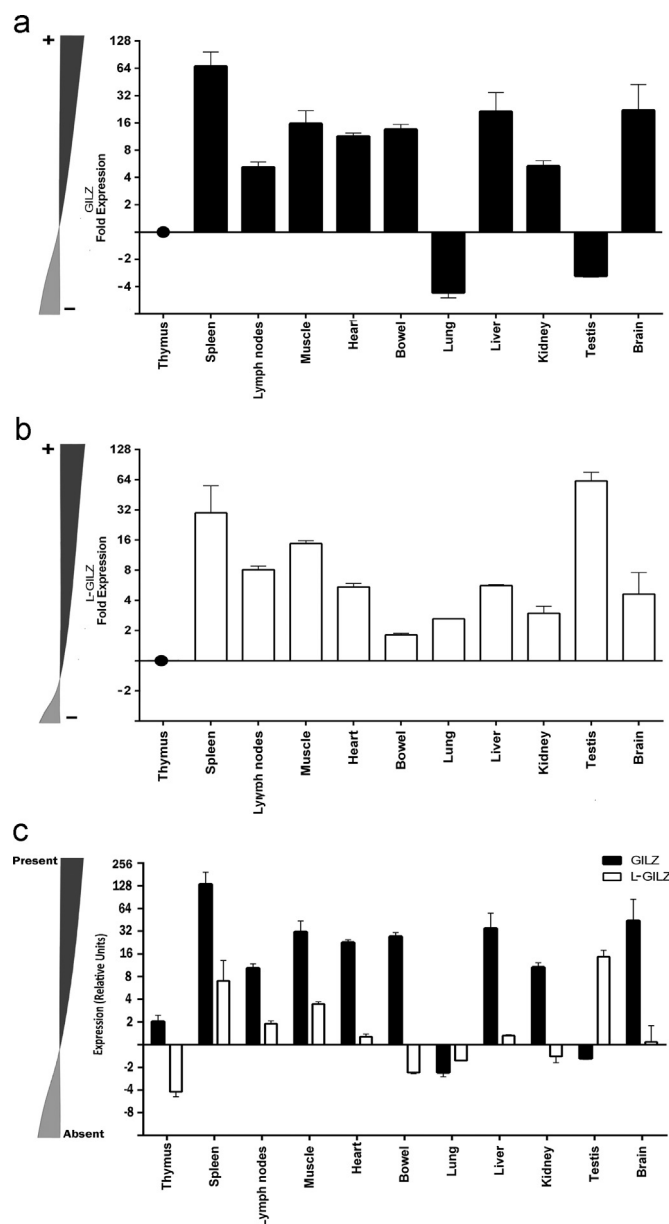 a
+
128
64
32
16
8
4
2
-2
-4
GILZ
Fold Expression
−
Thymus
Spleen
Lymph nodes
Muscle
Heart
Bowel
Lung
Liver
Kidney
Testis
Brain
b
+
128
64
32
16
8
4
2
-2
L-GILZ
Fold Expression
−
Thymus
Spleen
Lymph nodes
Muscle
Heart
Bowel
Lung
Liver
Kidney
Testis
Brain
c
Present
256
128
64
32
16
8
4
2
-2
-4
-8
Expression (Relative Units)
GILZ
L-GILZ
Absent
Thymus
Spleen
Lymph nodes
Muscle
Heart
Bowel
Lung
Liver
Kidney
Testis
Brain